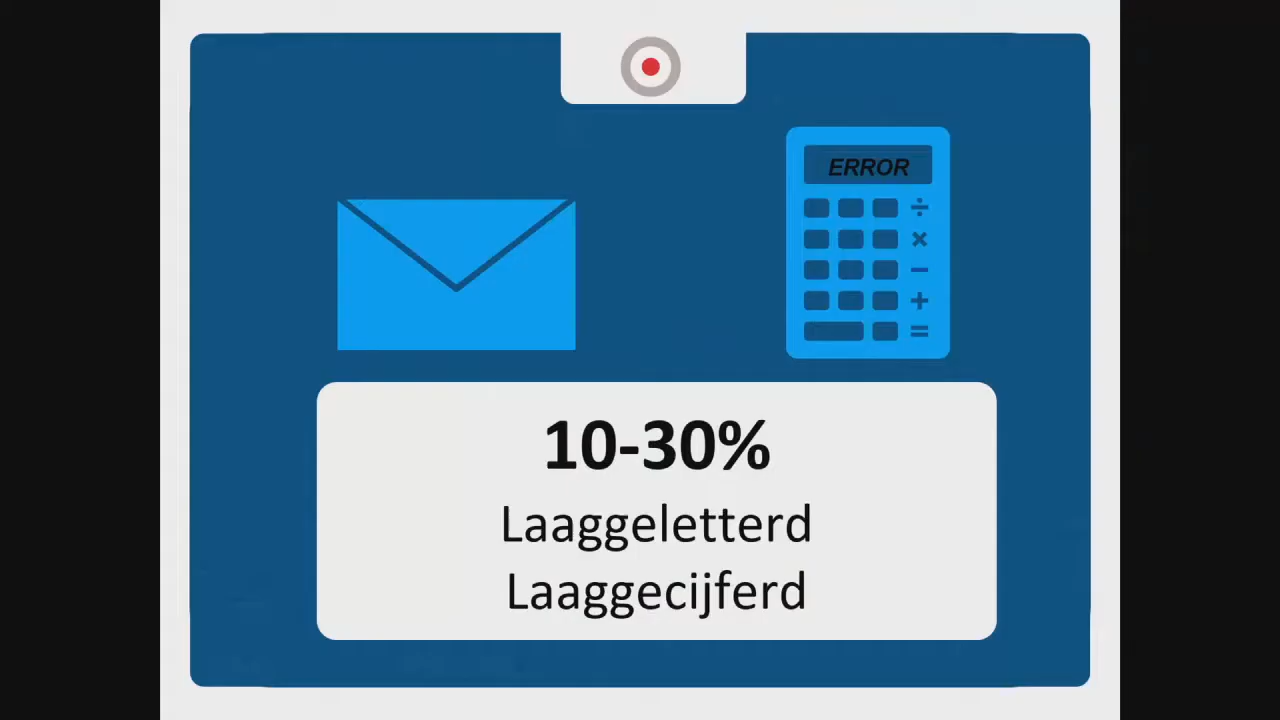 ERROR
÷
×
−
+
=
10-30%
Laaggeletterd
Laaggecijferd